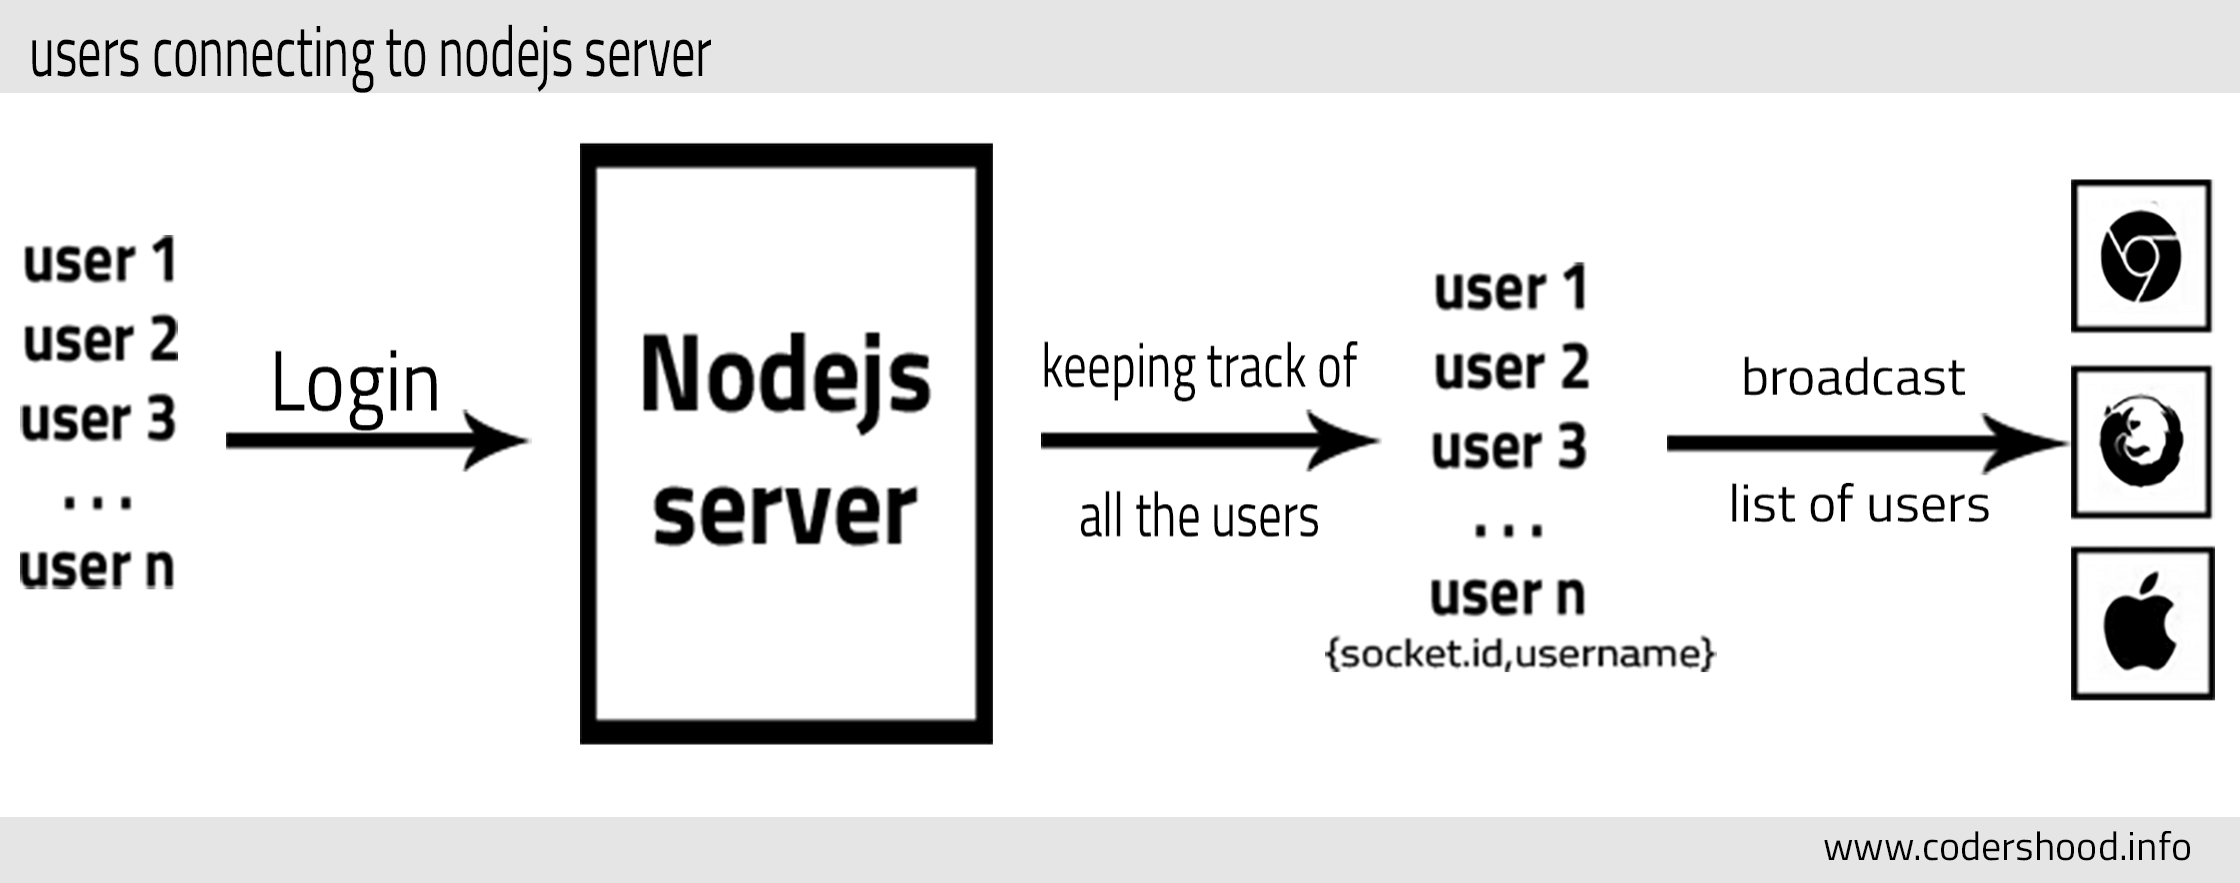 users connecting to nodejs server
user 1
user 2
user 3
...
user n
Login
Nodejs
server
keeping track of
all the users
user 1
user 2
user 3
...
user n
{socket.id,username}
broadcast
list of users
www.codershood.info